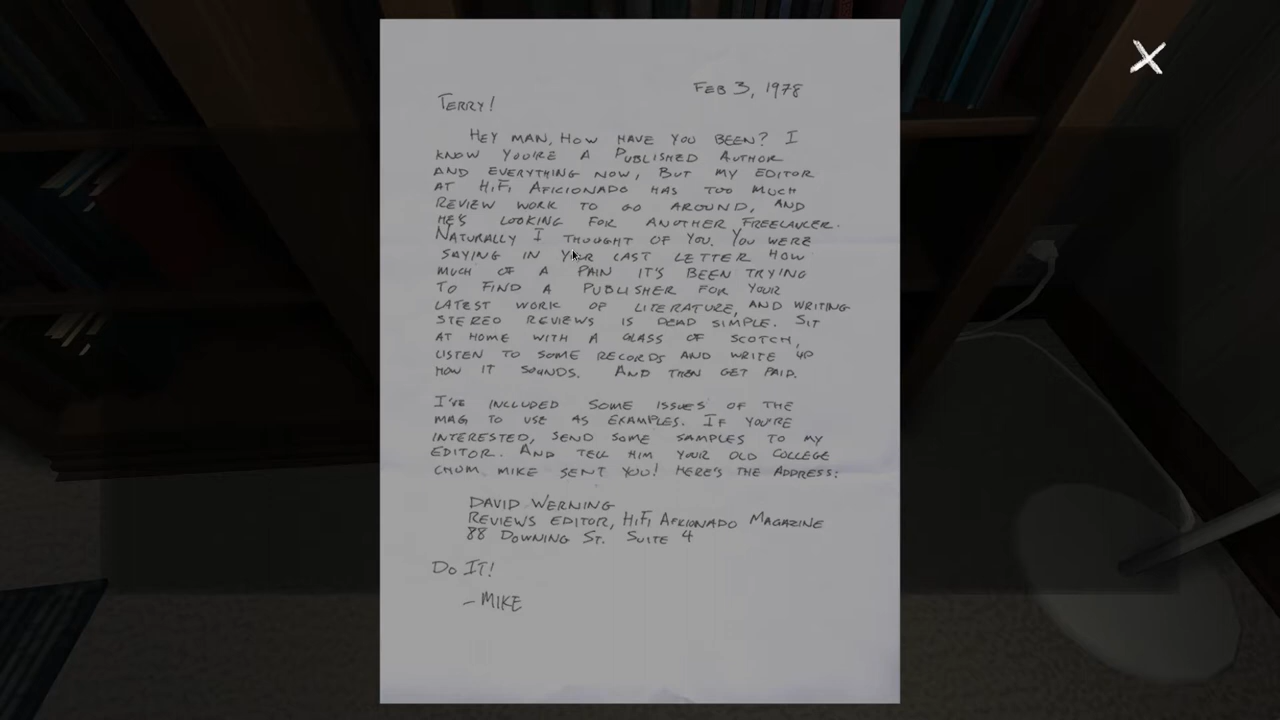 FEB 3, 1978
TERRY!
HEY MAN, HOW HAVE YOU BEEN? I
KNOW YOU'RE A PUBLISHED AUTHOR
AND EVERYTHING NOW, BUT MY EDITOR
AT HIFI AFICIONADO HAS TOO MUCH
REVIEW WORK TO GO AROUND, AND
HE'S LOOKING FOR ANOTHER FREELANCER.
NATURALLY I THOUGHT OF YOU. YOU WERE
SAYING IN YOUR LAST LETTER HOW
MUCH OF A PAIN IT'S BEEN TRYING
TO FIND A PUBLISHER FOR YOUR
LATEST WORK OF LITERATURE, AND WRITING
STEREO REVIEWS IS DEAD SIMPLE. SIT
AT HOME WITH A GLASS OF SCOTCH,
LISTEN TO SOME RECORDS AND WRITE UP
HOW IT SOUNDS. AND THEN GET PAID.
I'VE INCLUDED SOME ISSUES OF THE
MAG TO USE AS EXAMPLES. IF YOU'RE
INTERESTED, SEND SOME SAMPLES TO MY
EDITOR. AND TELL HIM YOUR OLD COLLEGE
CHUM MIKE SENT YOU! HERE'S THE ADDRESS:
DAVID WERNING
REVIEWS EDITOR, HIFI AFICIONADO MAGAZINE
88 DOWNING ST. SUITE 4
DO IT!
- MIKE